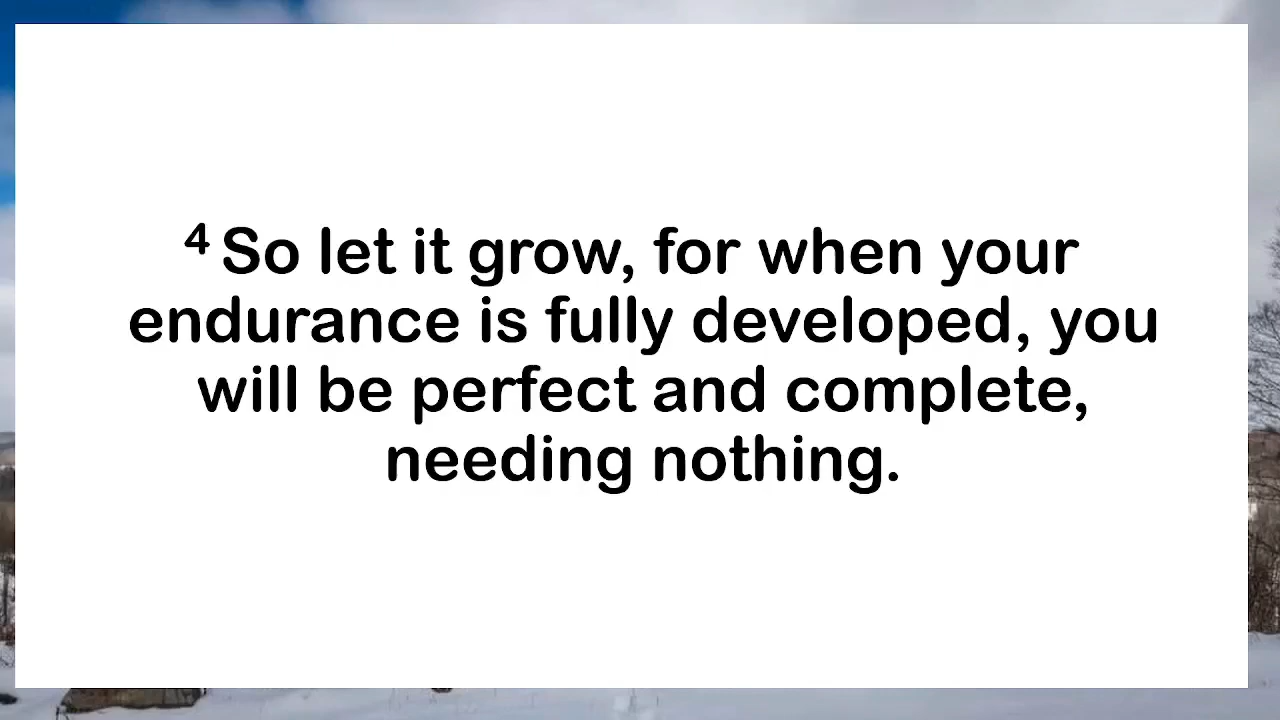 4 So let it grow, for when your
endurance is fully developed, you
will be perfect and complete,
needing nothing.